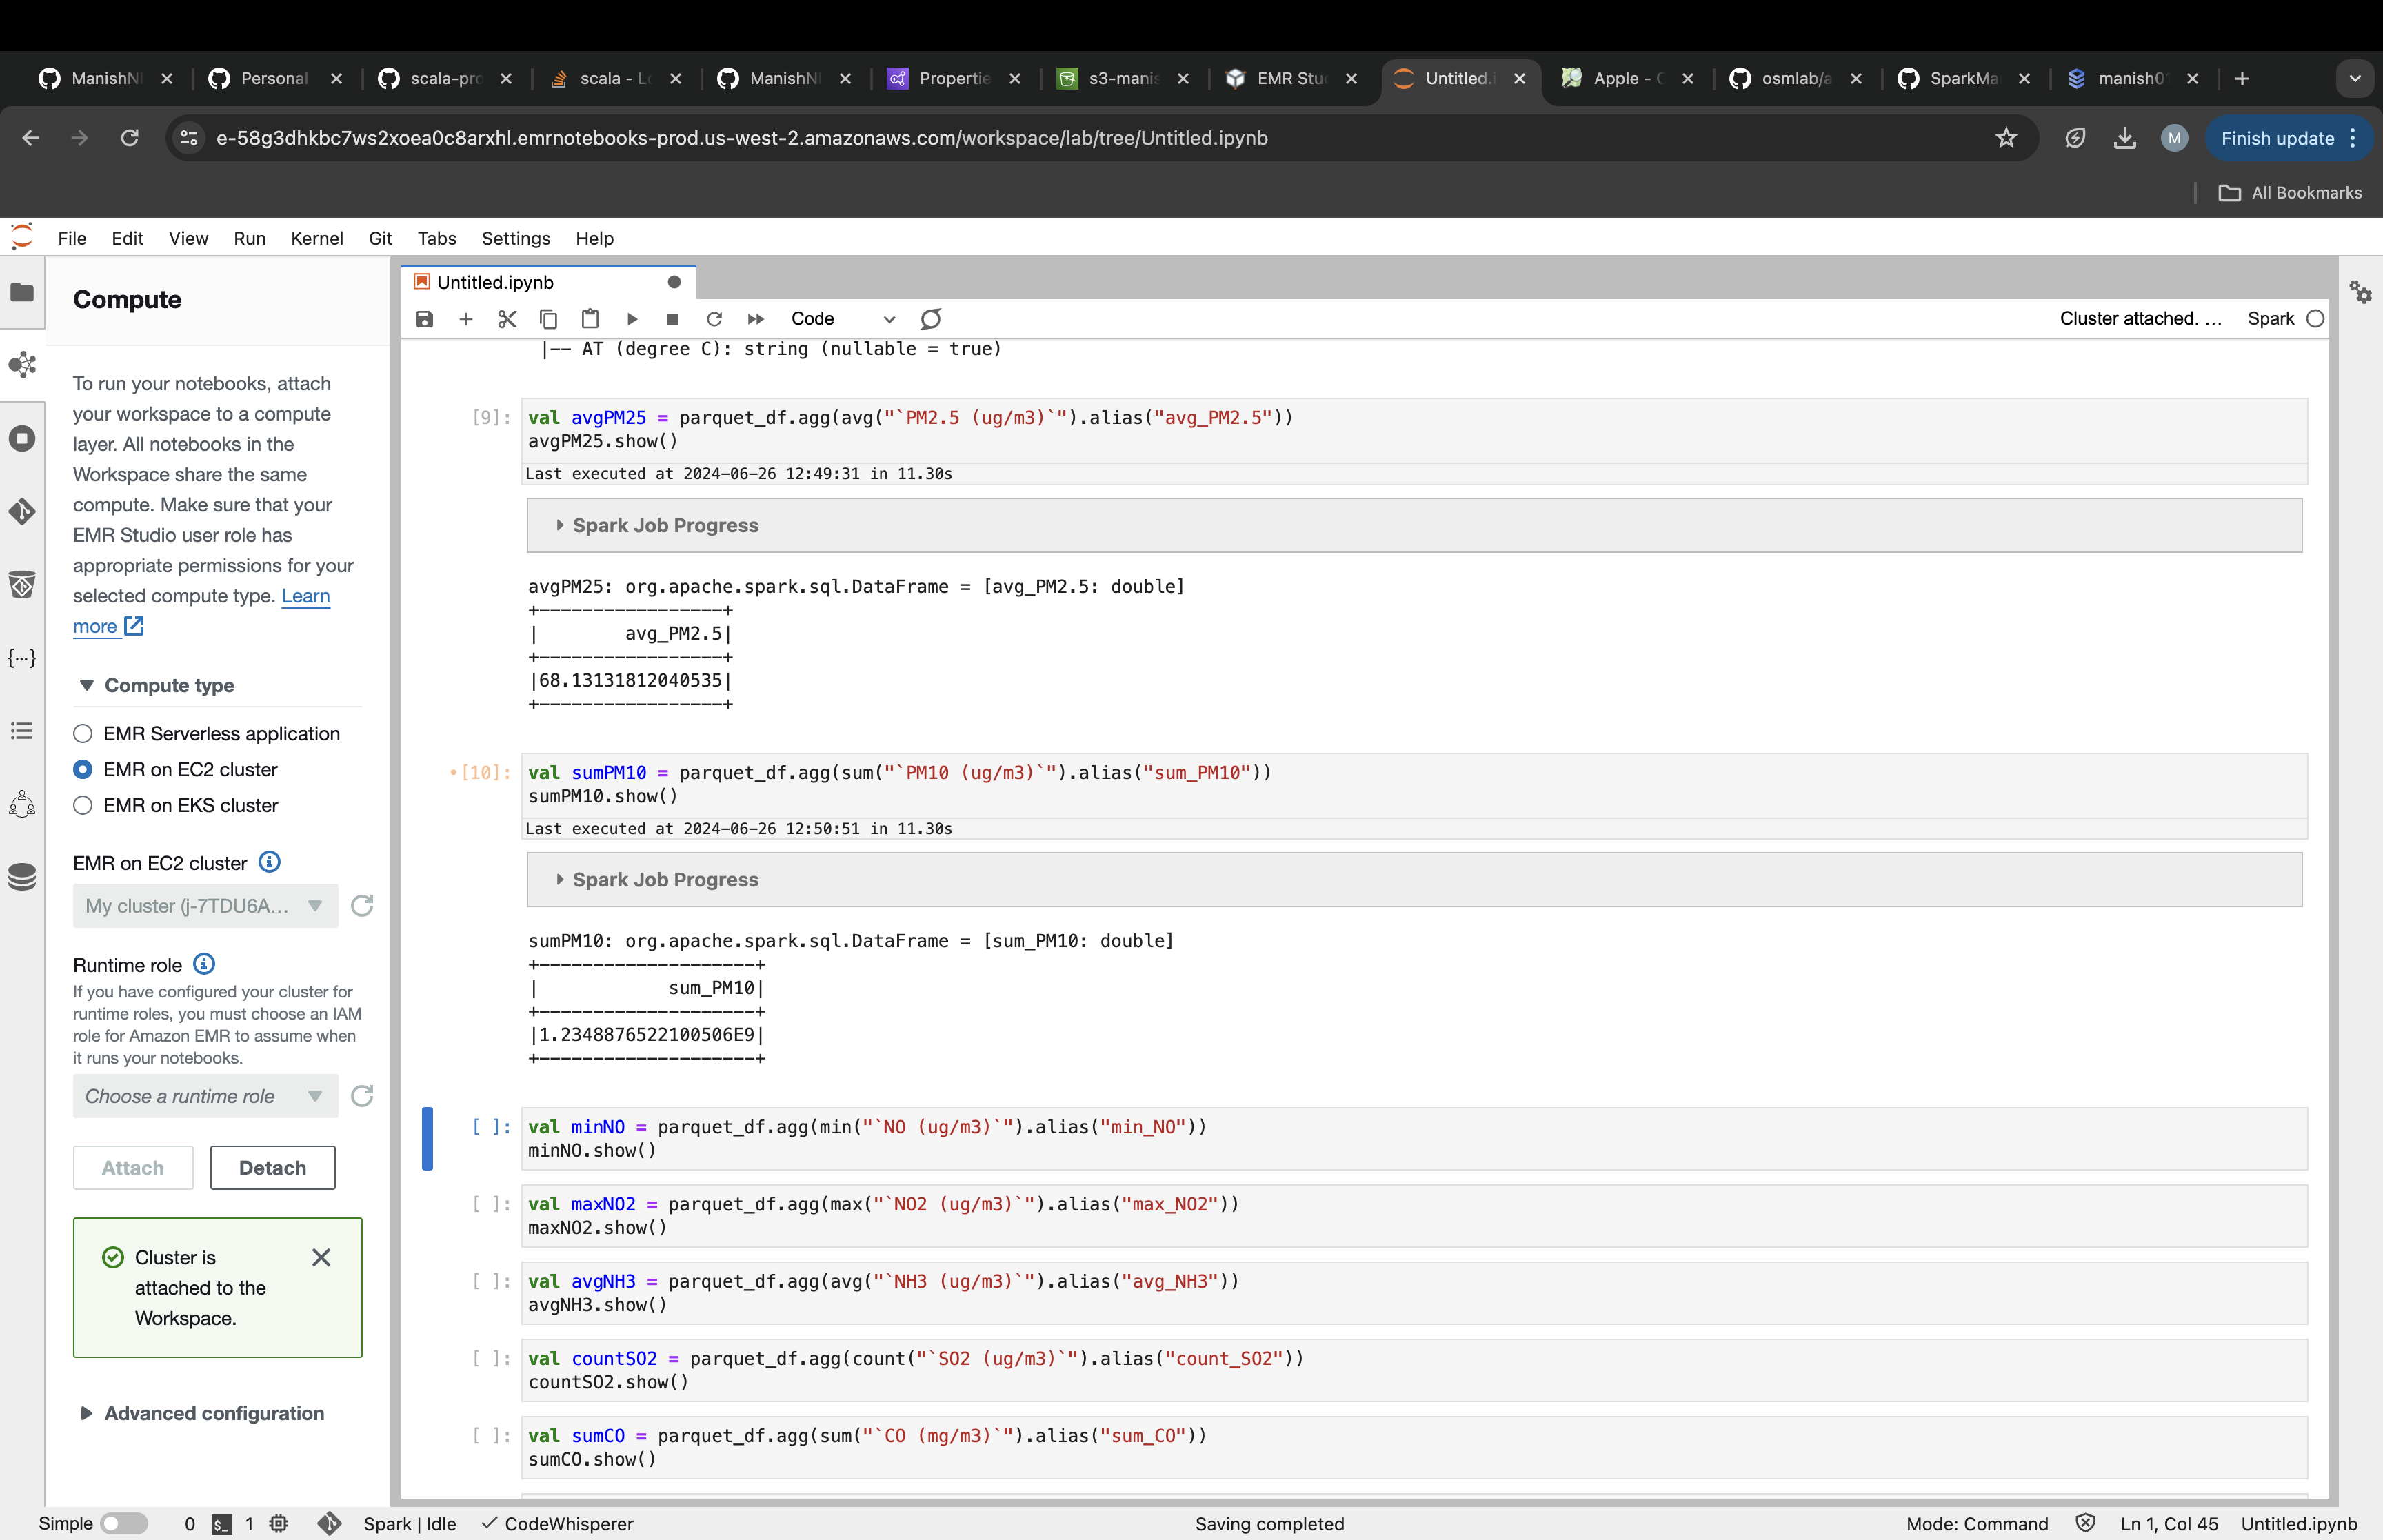 ManishN
Personal
scala-pro
scala - Lo
ManishN
Propertie
s3-manis
EMR Stu
Untitled.i
Apple - C
osmlab/a
SparkMa
manish0
e-58g3dhkbc7ws2xoea0c8arxhl.emrnotebooks-prod.us-west-2.amazonaws.com/workspace/lab/tree/Untitled.ipynb
M
Finish update
All Bookmarks
File Edit View Run Kernel Git Tabs Settings Help
Compute
To run your notebooks, attach
your workspace to a compute
layer. All notebooks in the
Workspace share the same
compute. Make sure that your
EMR Studio user role has
appropriate permissions for your
selected compute type. Learn
more
Compute type
EMR Serverless application
EMR on EC2 cluster
EMR on EKS cluster
EMR on EC2 cluster
My cluster (j-7TDU6A...
Runtime role
If you have configured your cluster for
runtime roles, you must choose an IAM
role for Amazon EMR to assume when
it runs your notebooks.
Choose a runtime role
Attach Detach
Cluster is
attached to the
Workspace.
Advanced configuration
Untitled.ipynb
Code
Cluster attached. ... Spark
|-- AT (degree C): string (nullable = true)
[9]: val avgPM25 = parquet_df.agg(avg("`PM2.5 (ug/m3)`").alias("avg_PM2.5"))
avgPM25.show()
Last executed at 2024-06-26 12:49:31 in 11.30s
Spark Job Progress
avgPM25: org.apache.spark.sql.DataFrame = [avg_PM2.5: double]
+-----------------+
|        avg_PM2.5|
+-----------------+
|68.13131812040535|
+-----------------+
•[10]: val sumPM10 = parquet_df.agg(sum("`PM10 (ug/m3)`").alias("sum_PM10"))
sumPM10.show()
Last executed at 2024-06-26 12:50:51 in 11.30s
Spark Job Progress
sumPM10: org.apache.spark.sql.DataFrame = [sum_PM10: double]
+--------------------+
|            sum_PM10|
+--------------------+
|1.2348876522100506E9|
+--------------------+
[ ]: val minNO = parquet_df.agg(min("`NO (ug/m3)`").alias("min_NO"))
minNO.show()
[ ]: val maxNO2 = parquet_df.agg(max("`NO2 (ug/m3)`").alias("max_NO2"))
maxNO2.show()
[ ]: val avgNH3 = parquet_df.agg(avg("`NH3 (ug/m3)`").alias("avg_NH3"))
avgNH3.show()
[ ]: val countSO2 = parquet_df.agg(count("`SO2 (ug/m3)`").alias("count_SO2"))
countSO2.show()
[ ]: val sumCO = parquet_df.agg(sum("`CO (mg/m3)`").alias("sum_CO"))
sumCO.show()
Simple 0 $_ 1 Spark | Idle CodeWhisperer Saving completed Mode: Command Ln 1, Col 45 Untitled.ipynb